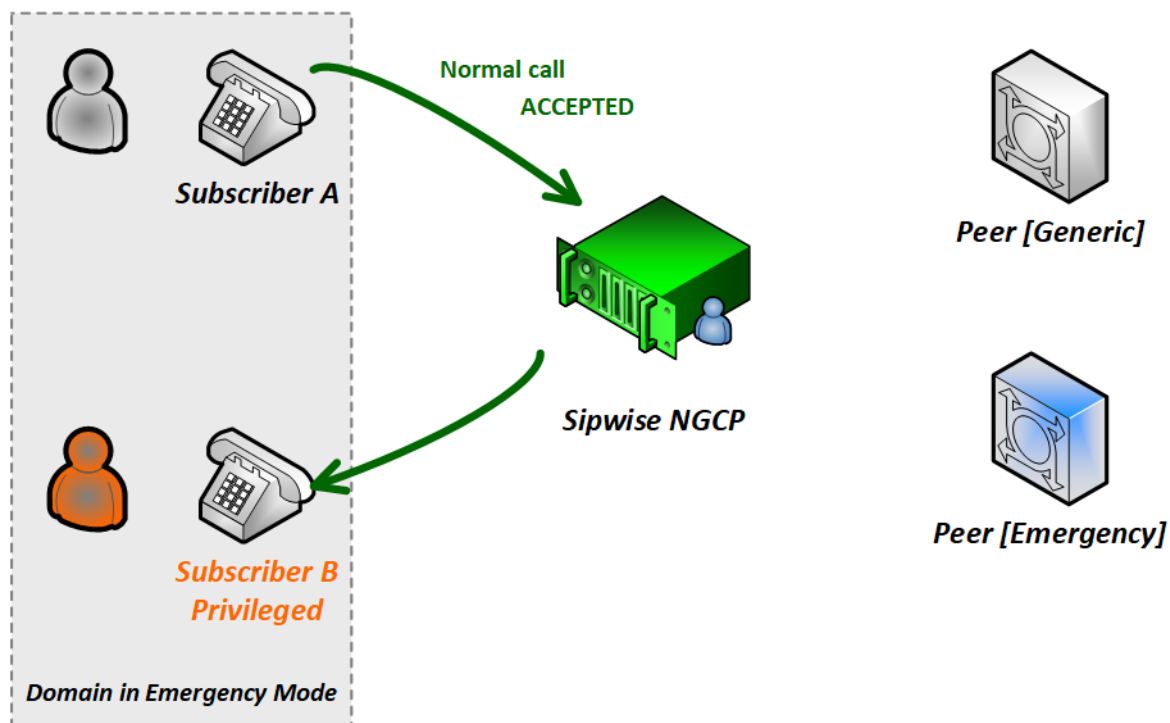 Normal call
ACCEPTED
Subscriber A
Peer [Generic]
Sipwise NGCP
Peer [Emergency]
Subscriber B
Privileged
Domain in Emergency Mode